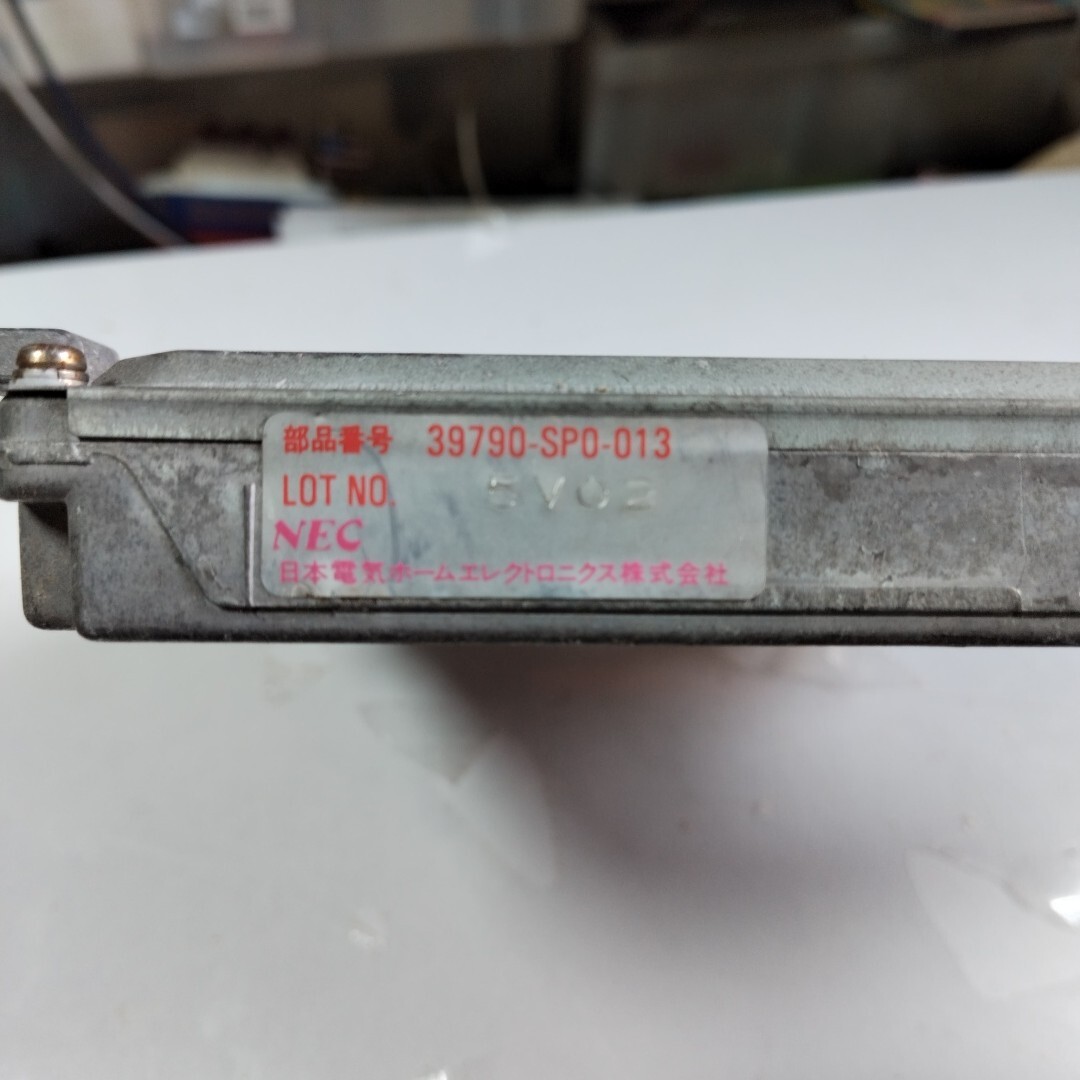 部品番号 39790-SP0-013
LOT NO. 5V02
NEC
日本電気ホームエレクトロニクス株式会社